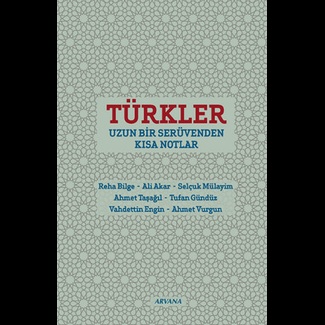 TÜRKLER
UZUN BİR SERÜVENDEN
KISA NOTLAR
Reha Bilge - Ali Akar - Selçuk Mülayim
Ahmet Taşağıl - Tufan Gündüz
Vahdettin Engin - Ahmet Vurgun
ARVANA